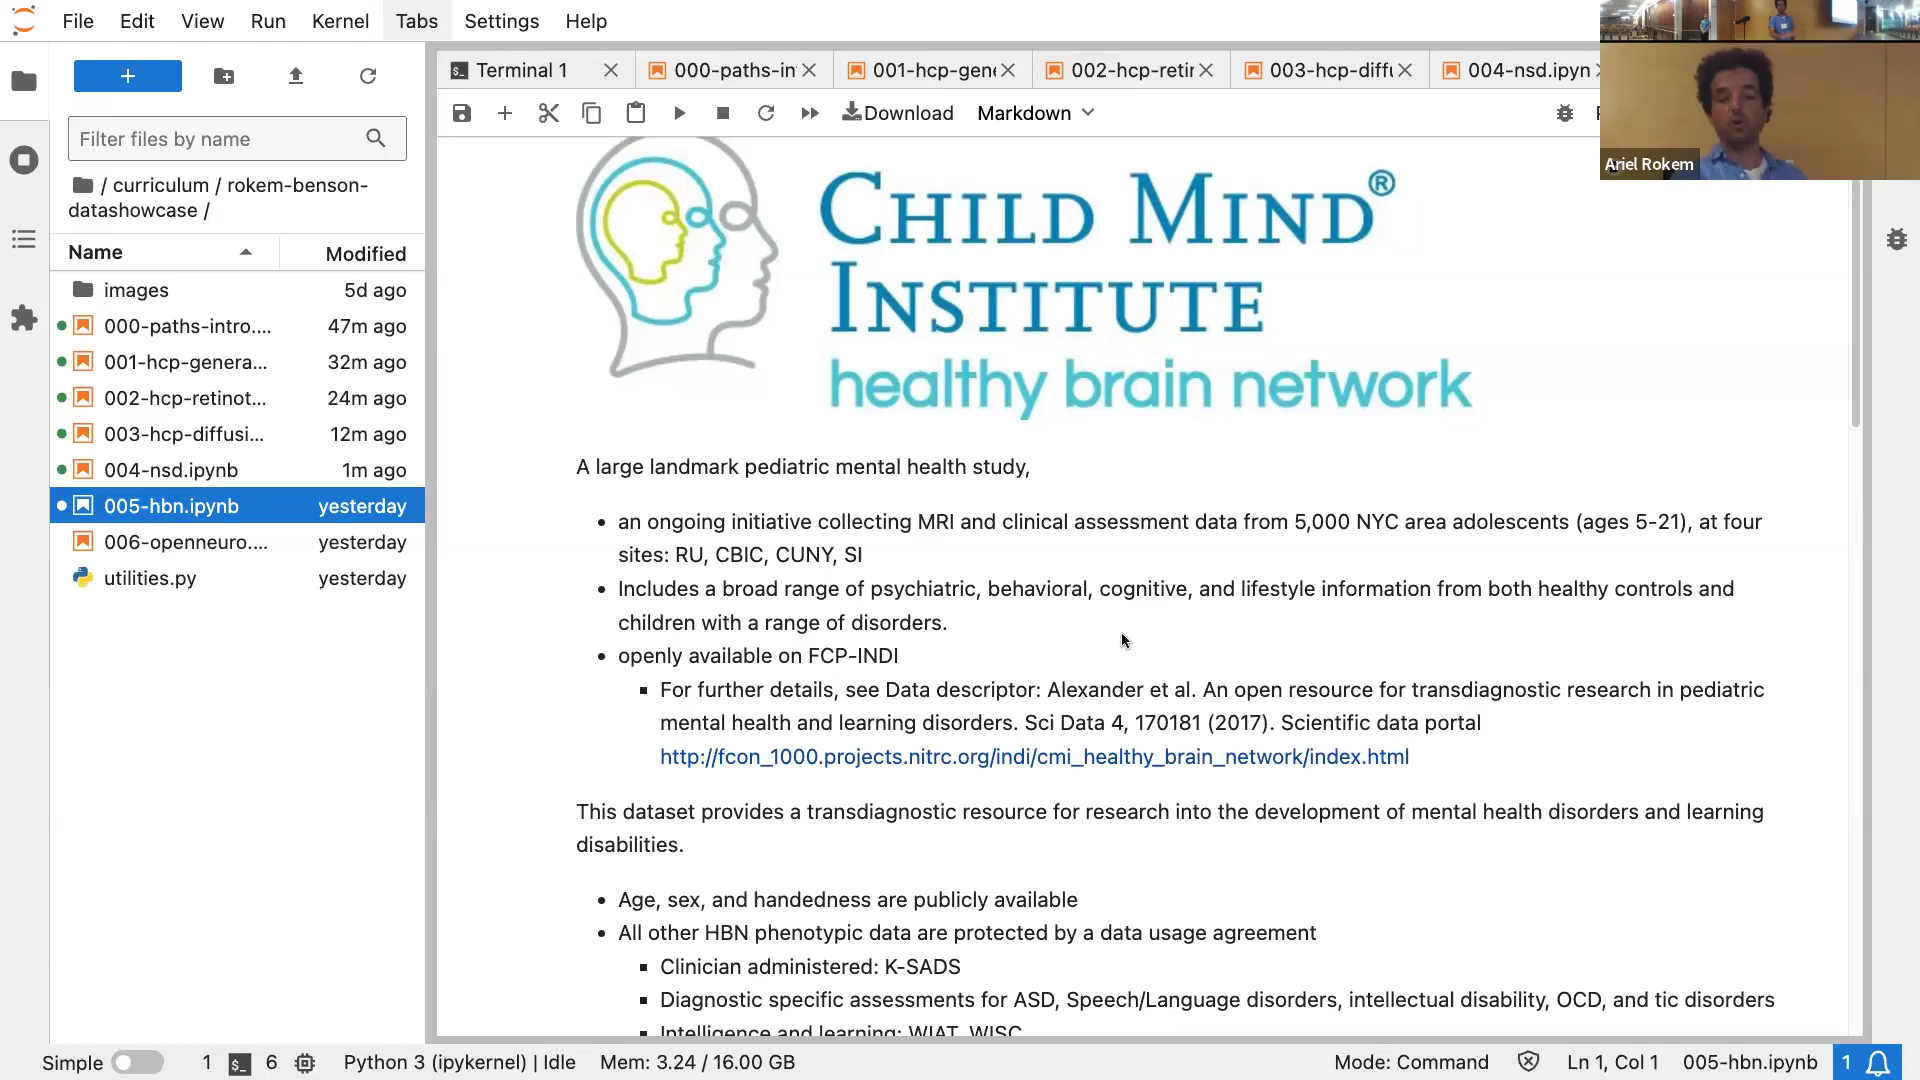 File Edit View Run Kernel Tabs Settings Help
Terminal 1
000-paths-in
001-hcp-gen
002-hcp-retin
003-hcp-diffu
004-nsd.ipyn
Download
Markdown
Ariel Rokem
Filter files by name
/ curriculum / rokem-benson-
datashowcase /
Name Modified
images 5d ago
000-paths-intro.... 47m ago
001-hcp-genera... 32m ago
002-hcp-retinot... 24m ago
003-hcp-diffusi... 12m ago
004-nsd.ipynb 1m ago
005-hbn.ipynb yesterday
006-openneuro.... yesterday
utilities.py yesterday
CHILD MIND®
INSTITUTE
healthy brain network
A large landmark pediatric mental health study,
• an ongoing initiative collecting MRI and clinical assessment data from 5,000 NYC area adolescents (ages 5-21), at four
sites: RU, CBIC, CUNY, SI
• Includes a broad range of psychiatric, behavioral, cognitive, and lifestyle information from both healthy controls and
children with a range of disorders.
• openly available on FCP-INDI
▪ For further details, see Data descriptor: Alexander et al. An open resource for transdiagnostic research in pediatric
mental health and learning disorders. Sci Data 4, 170181 (2017). Scientific data portal
http://fcon_1000.projects.nitrc.org/indi/cmi_healthy_brain_network/index.html
This dataset provides a transdiagnostic resource for research into the development of mental health disorders and learning
disabilities.
• Age, sex, and handedness are publicly available
• All other HBN phenotypic data are protected by a data usage agreement
▪ Clinician administered: K-SADS
▪ Diagnostic specific assessments for ASD, Speech/Language disorders, intellectual disability, OCD, and tic disorders
▪ Intelligence and learning: WIAT, WISC
Simple 1 $_ 6 Python 3 (ipykernel) | Idle Mem: 3.24 / 16.00 GB Mode: Command Ln 1, Col 1 005-hbn.ipynb 1